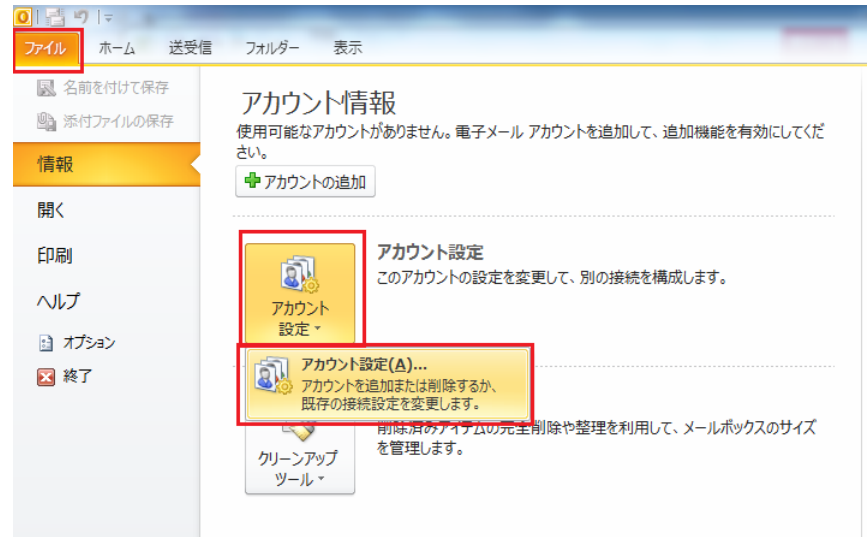 ファイル ホーム 送受信 フォルダー 表示
名前を付けて保存
添付ファイルの保存
情報
開く
印刷
ヘルプ
オプション
終了
アカウント情報
使用可能なアカウントがありません。電子メール アカウントを追加して、追加機能を有効にしてくだ
さい。
アカウントの追加
アカウント
設定
アカウント設定
このアカウントの設定を変更して、別の接続を構成します。
アカウント設定(A)...
アカウントを追加または削除するか、
既存の接続設定を変更します。
クリーンアップ
ツール
削除済みアイテムの完全削除や整理を利用して、メールボックスのサイズ
を管理します。